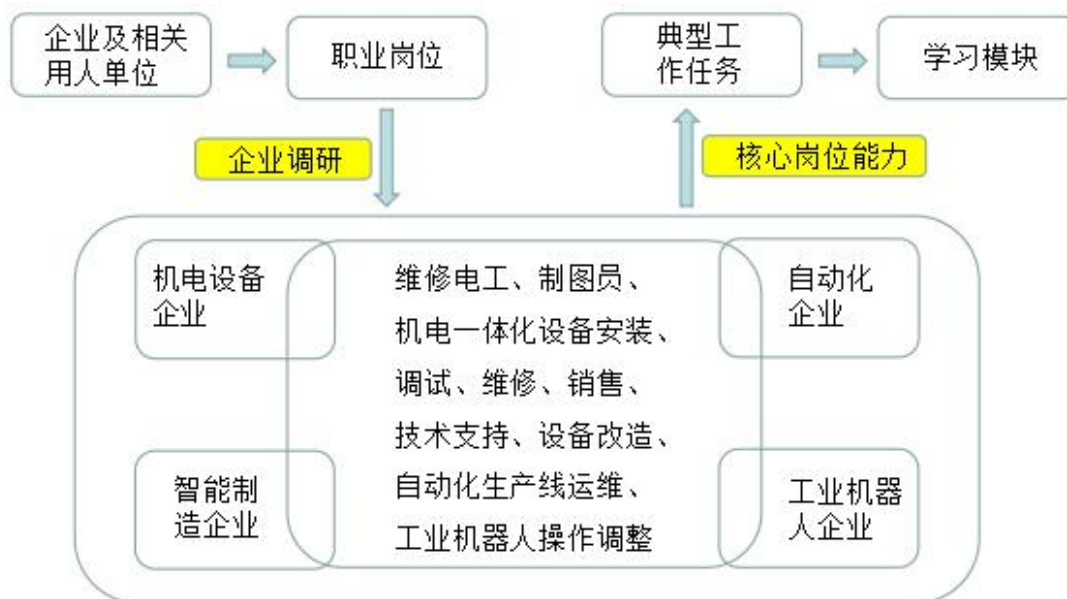 企业及相关
用人单位
职业岗位
典型工
作任务
学习模块
企业调研
核心岗位能力
机电设备
企业
维修电工、制图员、
机电一体化设备安装、
调试、维修、销售、
技术支持、设备改造、
自动化生产线运维、
工业机器人操作调整
自动化
企业
智能制
造企业
工业机器
人企业